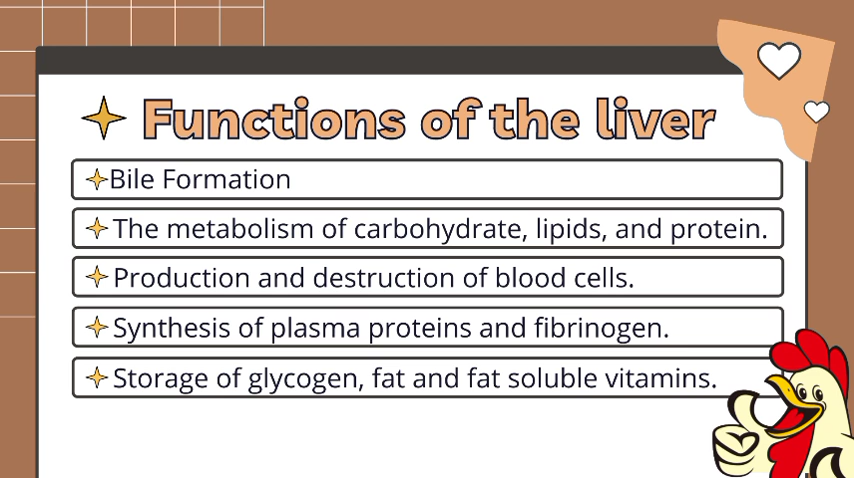 Functions of the liver
Bile Formation
The metabolism of carbohydrate, lipids, and protein.
Production and destruction of blood cells.
Synthesis of plasma proteins and fibrinogen.
Storage of glycogen, fat and fat soluble vitamins.